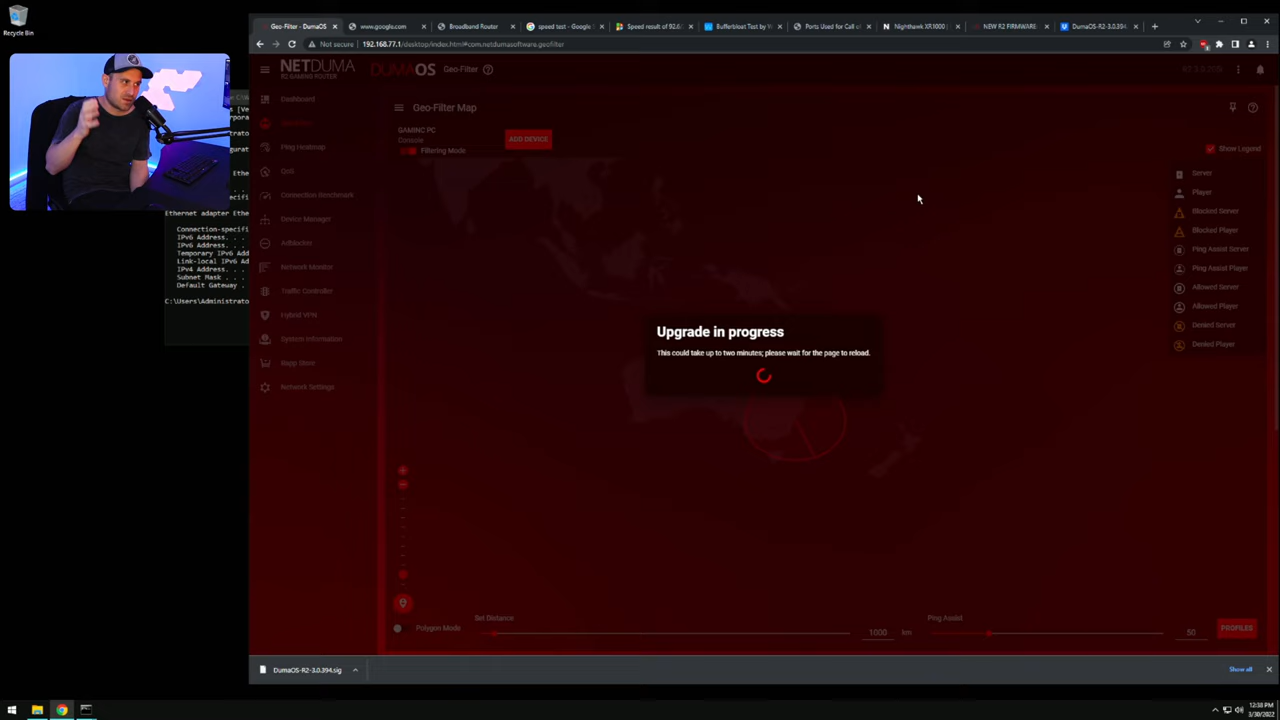 Recycle Bin
Geo-Filter - DumaOS
www.google.com
Broadband Router
speed test - Google
Speed result of 92.60
Bufferbloat Test by W
Ports Used for Call of
Nighthawk XR1000
NEW R2 FIRMWARE
DumaOS-R2-3.0.394
Not secure
192.168.77.1/desktop/index.html#com.netdumasoftware.geofilter
NETDUMA
R2 GAMING ROUTER
DUMAOS
Geo-Filter
Dashboard
Ping Heatmap
QoS
Connection Benchmark
Device Manager
Adblocker
Network Monitor
Traffic Controller
Hybrid VPN
System Information
Rapp Store
Network Settings
Geo-Filter Map
GAMING PC
Console
ADD DEVICE
Filtering Mode
Show Legend
Server
Player
Blocked Server
Blocked Player
Ping Assist Server
Ping Assist Player
Allowed Server
Allowed Player
Denied Server
Denied Player
Upgrade in progress
This could take up to two minutes; please wait for the page to reload.
Polygon Mode
Set Distance
1000 km
Ping Assist
50
PROFILES
Ethernet adapter Ethe
Connection-specifi
IPv6 Address. . .
IPv6 Address. . .
Temporary IPv6 Add
Link-local IPv6 Ad
IPv4 Address. . .
Subnet Mask . . .
Default Gateway .
C:\Users\Administrato
DumaOS-R2-3.0.394.sig
Show all
12:38 PM
3/30/2022